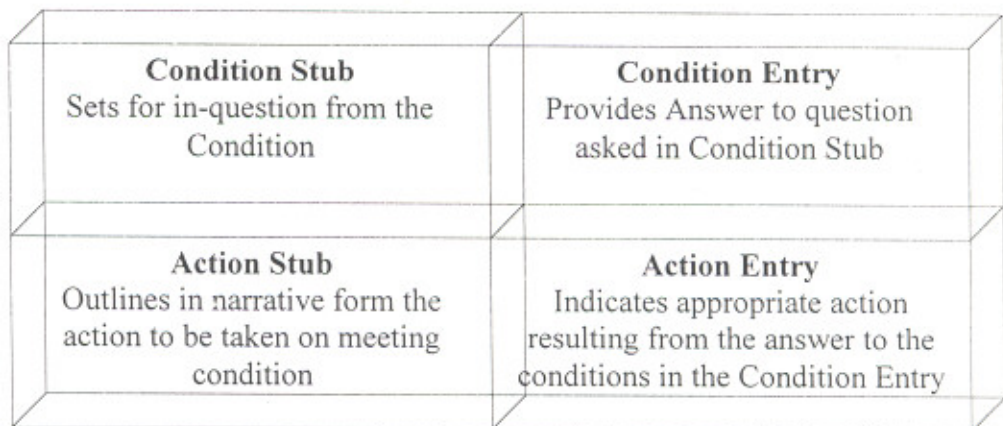 Condition Stub
Sets for in-question from the
Condition
Condition Entry
Provides Answer to question
asked in Condition Stub
Action Stub
Outlines in narrative form the
action to be taken on meeting
condition
Action Entry
Indicates appropriate action
resulting from the answer to the
conditions in the Condition Entry